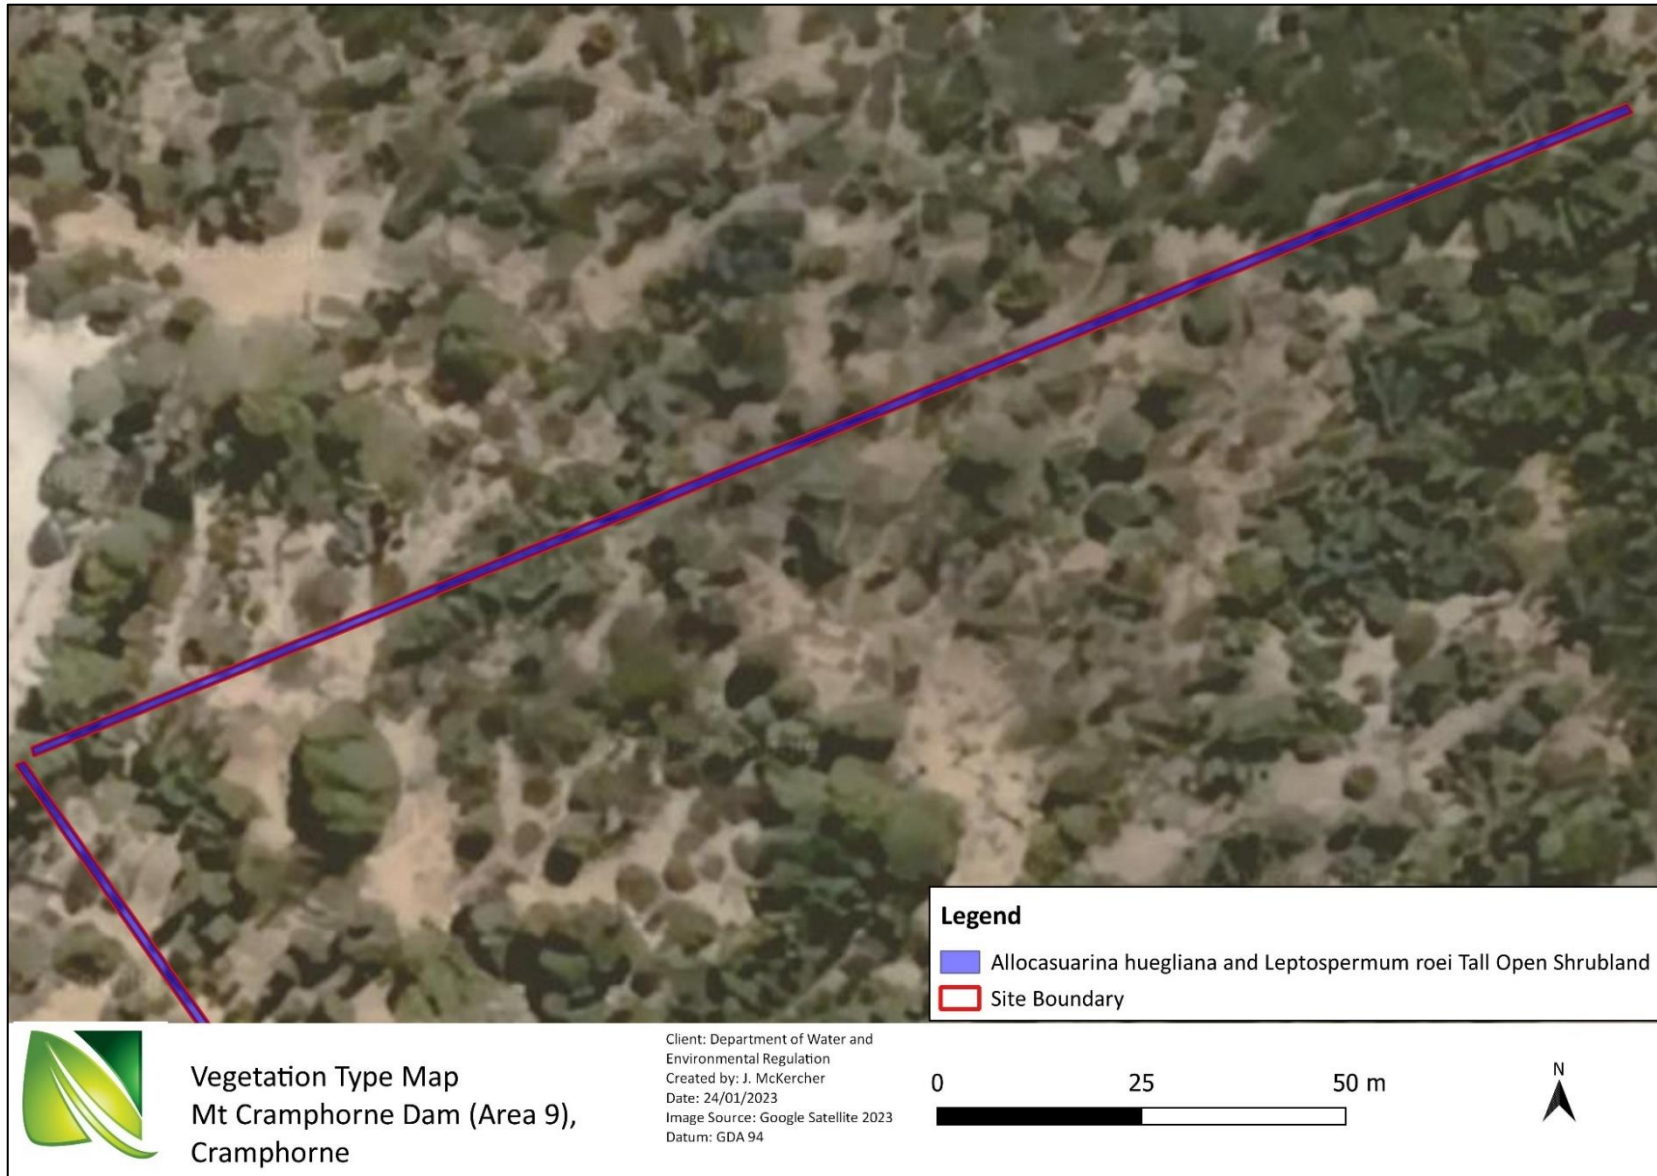 Legend
Allocasuarina huegliana and Leptospermum roei Tall Open Shrubland
Site Boundary
Vegetation Type Map
Mt Cramphorne Dam (Area 9),
Cramphorne
Client: Department of Water and
Environmental Regulation
Created by: J. McKercher
Date: 24/01/2023
Image Source: Google Satellite 2023
Datum: GDA 94
0 25 50 m
N